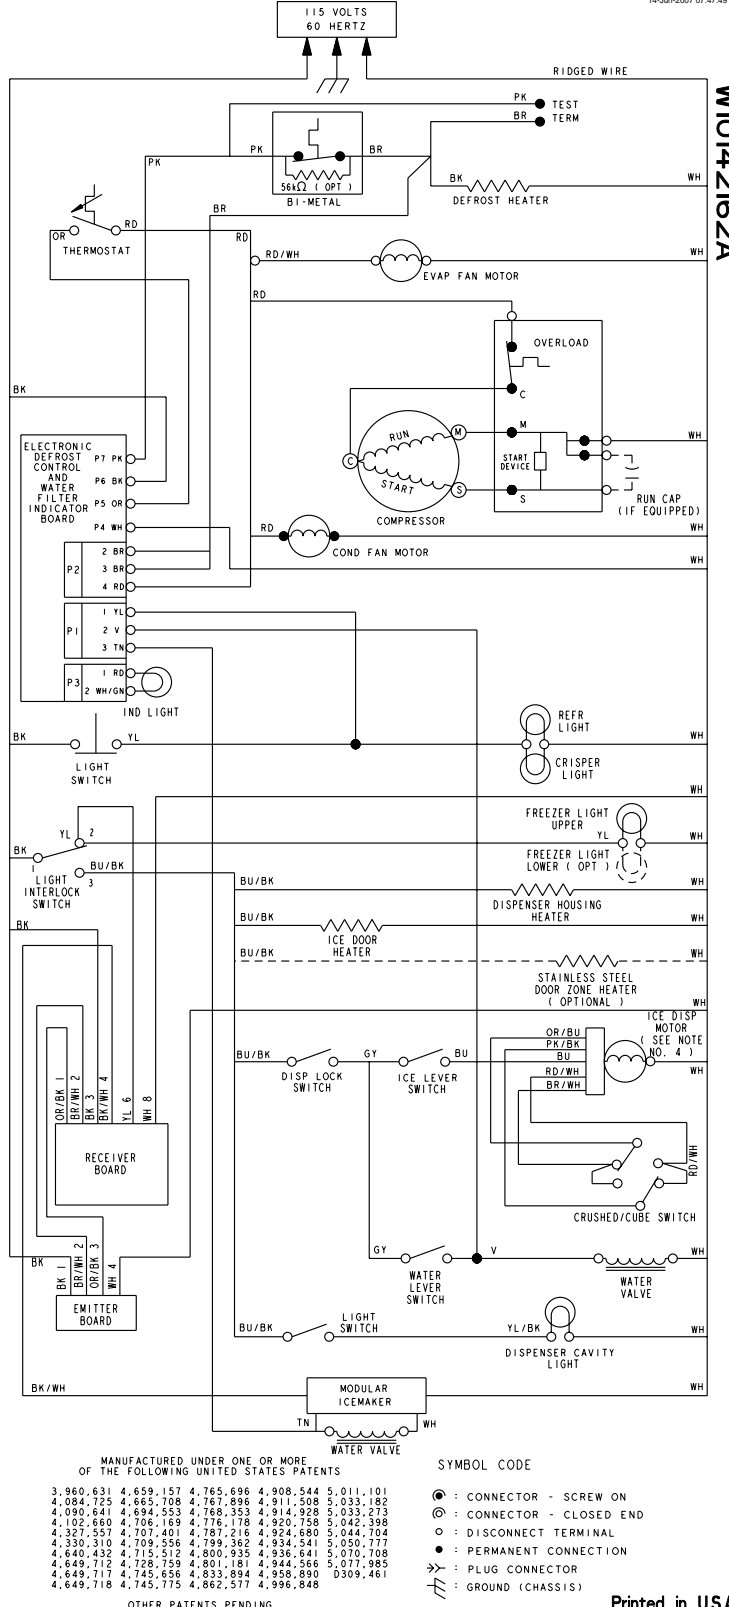 14-Jun-2007 07:47:49
115 VOLTS
60 HERTZ
RIDGED WIRE
W10142162A
PK
TEST
BR
TERM
PK
PK
BR
56kΩ ( OPT )
BI-METAL
BK
DEFROST HEATER
WH
BR
OR
RD
THERMOSTAT
RD
RD/WH
EVAP FAN MOTOR
WH
RD
OVERLOAD
C
BK
RUN
START
C
M
S
COMPRESSOR
M
START
DEVICE
S
WH
RUN CAP
(IF EQUIPPED)
ELECTRONIC
DEFROST
CONTROL
AND
WATER
FILTER
INDICATOR
BOARD
P7 PK
P6 BK
P5 OR
P4 WH
RD
COND FAN MOTOR
WH
WH
P2
2 BR
3 BR
4 RD
P1
1 YL
2 V
3 TN
P3
1 RD
2 WH/GN
IND LIGHT
BK
YL
LIGHT
SWITCH
REFR
LIGHT
CRISPER
LIGHT
WH
WH
FREEZER LIGHT
UPPER
YL
WH
FREEZER LIGHT
LOWER ( OPT )
YL
2
BK
1
BU/BK
3
LIGHT
INTERLOCK
SWITCH
BU/BK
DISPENSER HOUSING
HEATER
WH
BU/BK
ICE DOOR
HEATER
WH
BK
BU/BK
STAINLESS STEEL
DOOR ZONE HEATER
( OPTIONAL )
WH
WH
ICE DISP
MOTOR
( SEE NOTE
NO. 4 )
WH
BU/BK
DISP LOCK
SWITCH
GY
ICE LEVER
SWITCH
BU
OR/BU
PK/BK
BU
RD/WH
BR/WH
RD/WH
CRUSHED/CUBE SWITCH
OR/BK 1
BR/WH 2
BK 3
BK/WH 4
YL 6
WH 8
RECEIVER
BOARD
BK
BK 1
BR/WH 2
OR/BK 3
WH 4
EMITTER
BOARD
GY
WATER
LEVER
SWITCH
V
WATER
VALVE
WH
BU/BK
LIGHT
SWITCH
YL/BK
DISPENSER CAVITY
LIGHT
WH
BK/WH
MODULAR
ICEMAKER
WH
TN
WH
WATER VALVE
MANUFACTURED UNDER ONE OR MORE
OF THE FOLLOWING UNITED STATES PATENTS
3,960,631 4,659,157 4,765,696 4,908,544 5,011,101
4,084,725 4,665,708 4,767,896 4,911,508 5,033,182
4,090,641 4,694,553 4,768,353 4,914,928 5,033,273
4,102,660 4,706,169 4,776,178 4,920,758 5,042,398
4,327,557 4,707,401 4,787,216 4,924,680 5,044,704
4,330,310 4,709,556 4,799,362 4,934,541 5,050,777
4,640,432 4,715,512 4,800,935 4,936,641 5,070,708
4,649,712 4,728,759 4,801,181 4,944,566 5,077,985
4,649,717 4,745,656 4,833,894 4,958,890 D309,461
4,649,718 4,745,775 4,862,577 4,996,848
OTHER PATENTS PENDING
SYMBOL CODE
: CONNECTOR - SCREW ON
: CONNECTOR - CLOSED END
: DISCONNECT TERMINAL
: PERMANENT CONNECTION
: PLUG CONNECTOR
: GROUND (CHASSIS)
Printed in U.S.A